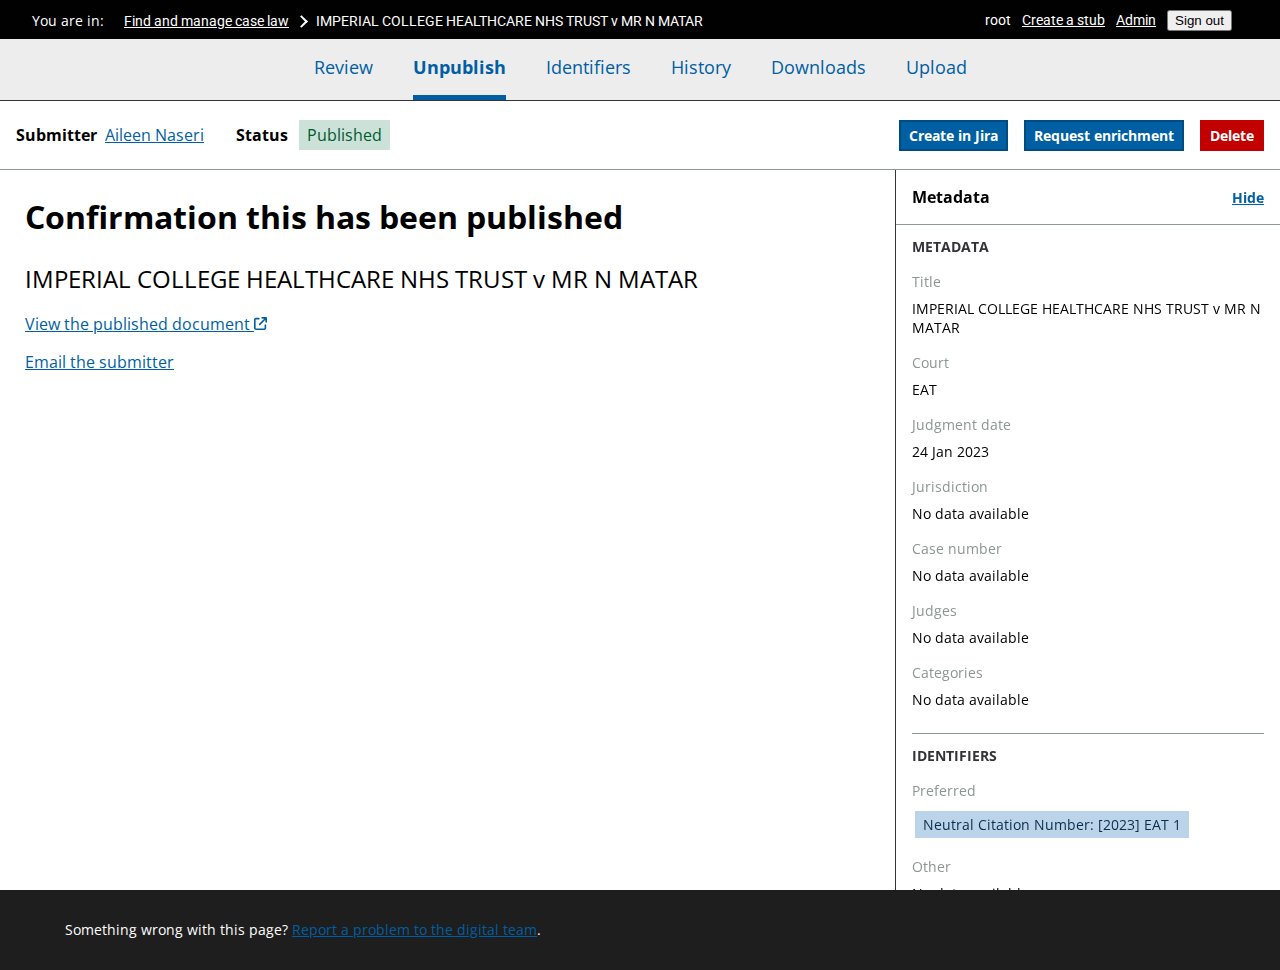 You are in: Find and manage case law > IMPERIAL COLLEGE HEALTHCARE NHS TRUST v MR N MATAR root Create a stub Admin Sign out
Review Unpublish Identifiers History Downloads Upload
Submitter Aileen Naseri Status Published Create in Jira Request enrichment Delete
Confirmation this has been published
IMPERIAL COLLEGE HEALTHCARE NHS TRUST v MR N MATAR
View the published document
Email the submitter
Metadata Hide
METADATA
Title
IMPERIAL COLLEGE HEALTHCARE NHS TRUST v MR N
MATAR
Court
EAT
Judgment date
24 Jan 2023
Jurisdiction
No data available
Case number
No data available
Judges
No data available
Categories
No data available
IDENTIFIERS
Preferred
Neutral Citation Number: [2023] EAT 1
Other
Something wrong with this page? Report a problem to the digital team.